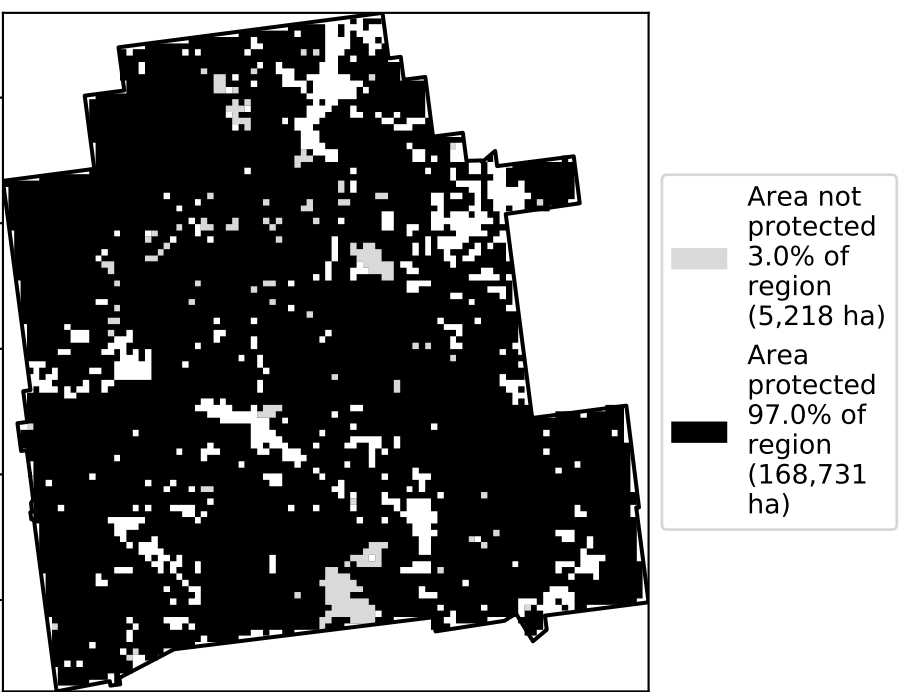 Area not
protected
3.0% of
region
(5,218 ha)
Area
protected
97.0% of
region
(168,731
ha)